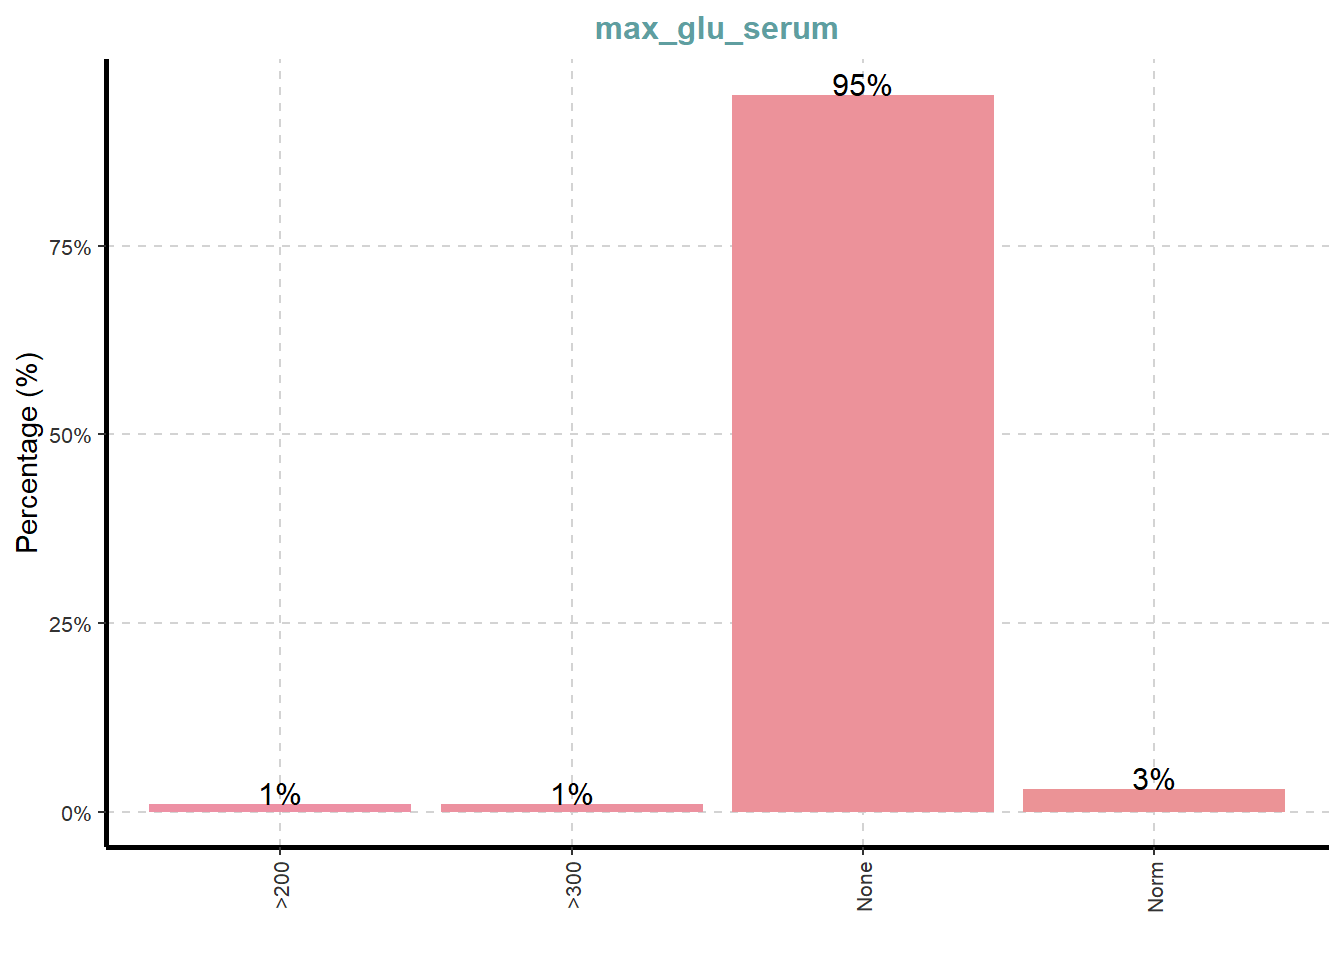 max_glu_serum
95%
75%
50%
25%
0%
1%
1%
3%
Percentage (%)
>200
>300
None
Norm